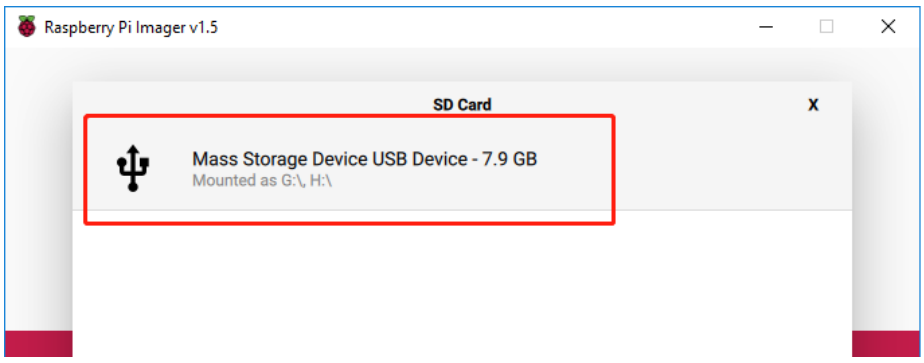 Raspberry Pi Imager v1.5
SD Card
X
Mass Storage Device USB Device - 7.9 GB
Mounted as G:\, H:\